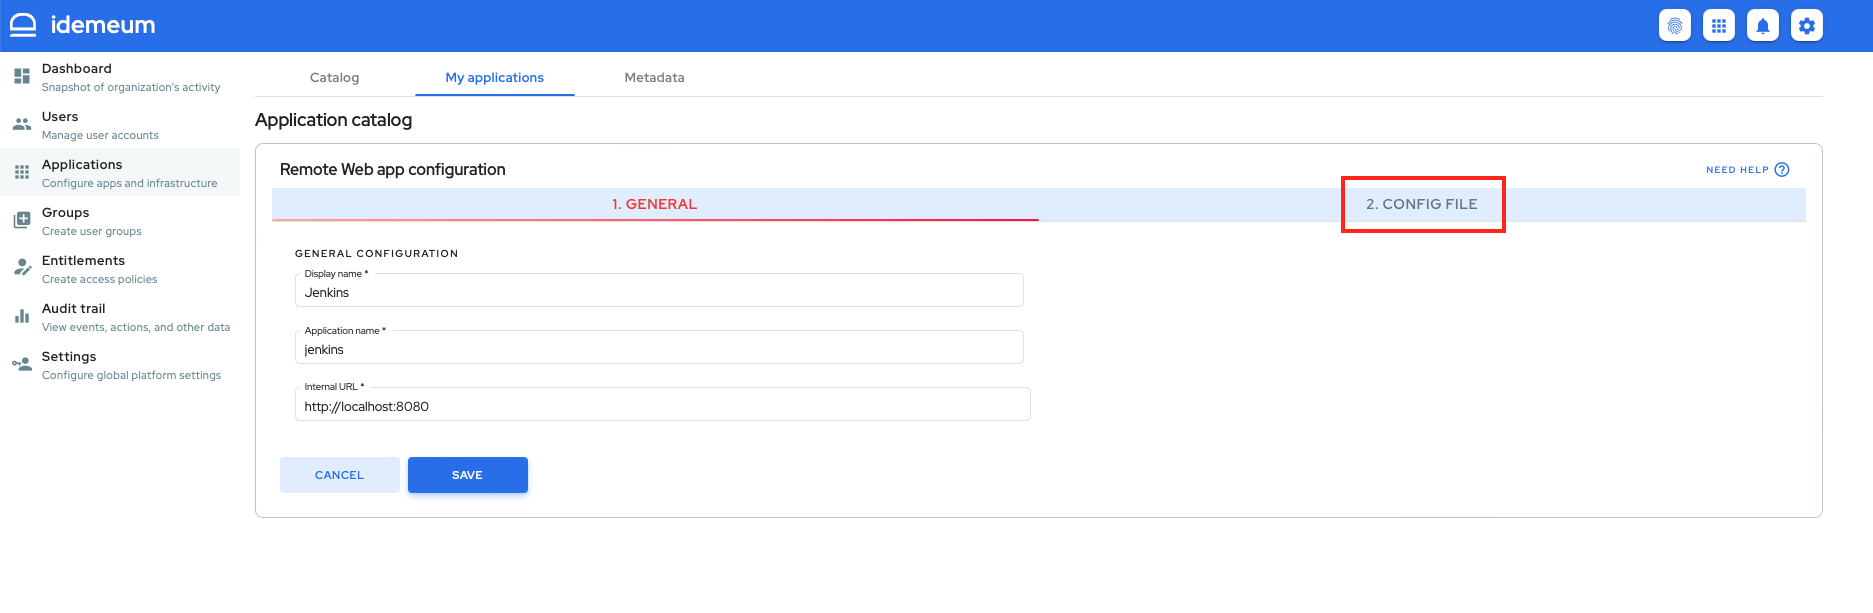 idemeum
Dashboard
Snapshot of organization's activity
Users
Manage user accounts
Applications
Configure apps and infrastructure
Groups
Create user groups
Entitlements
Create access policies
Audit trail
View events, actions, and other data
Settings
Configure global platform settings
Catalog My applications Metadata
Application catalog
Remote Web app configuration NEED HELP ?
1. GENERAL 2. CONFIG FILE
GENERAL CONFIGURATION
Display name *
Jenkins
Application name *
jenkins
Internal URL *
http://localhost:8080
CANCEL SAVE